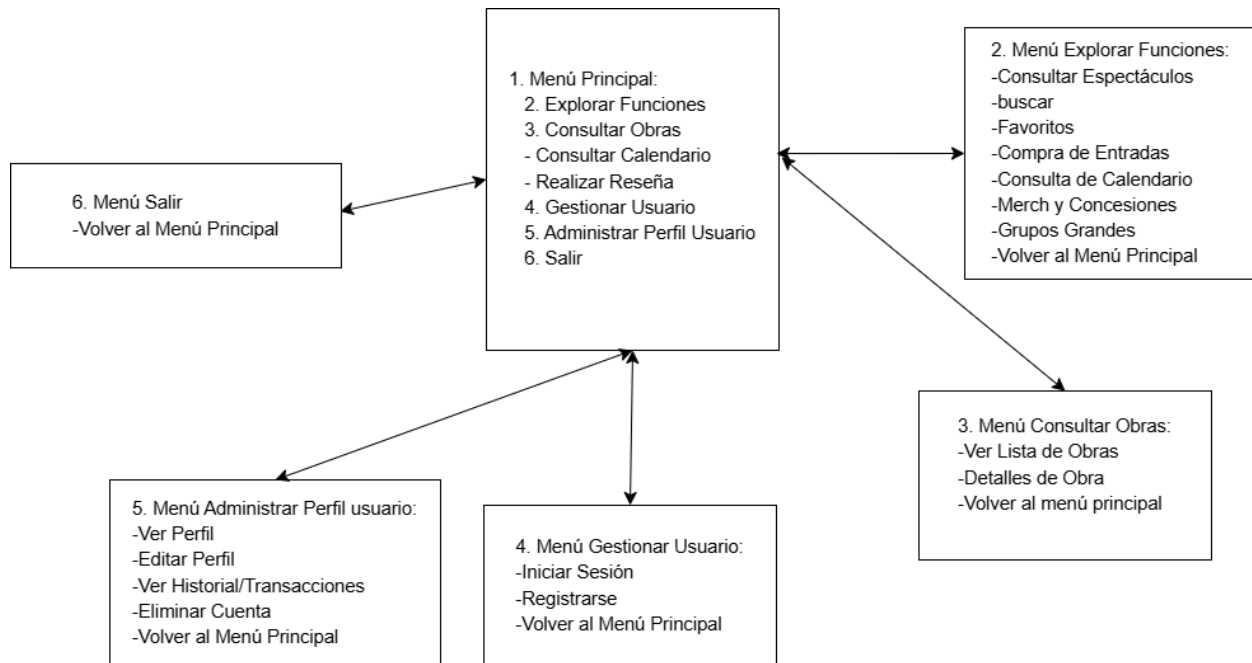 1. Menú Principal:
2. Explorar Funciones
3. Consultar Obras
- Consultar Calendario
- Realizar Reseña
4. Gestionar Usuario
5. Administrar Perfil Usuario
6. Salir
2. Menú Explorar Funciones:
-Consultar Espectáculos
-buscar
-Favoritos
-Compra de Entradas
-Consulta de Calendario
-Merch y Concesiones
-Grupos Grandes
-Volver al Menú Principal
6. Menú Salir
-Volver al Menú Principal
3. Menú Consultar Obras:
-Ver Lista de Obras
-Detalles de Obra
-Volver al menú principal
5. Menú Administrar Perfil usuario:
-Ver Perfil
-Editar Perfil
-Ver Historial/Transacciones
-Eliminar Cuenta
-Volver al Menú Principal
4. Menú Gestionar Usuario:
-Iniciar Sesión
-Registrarse
-Volver al Menú Principal